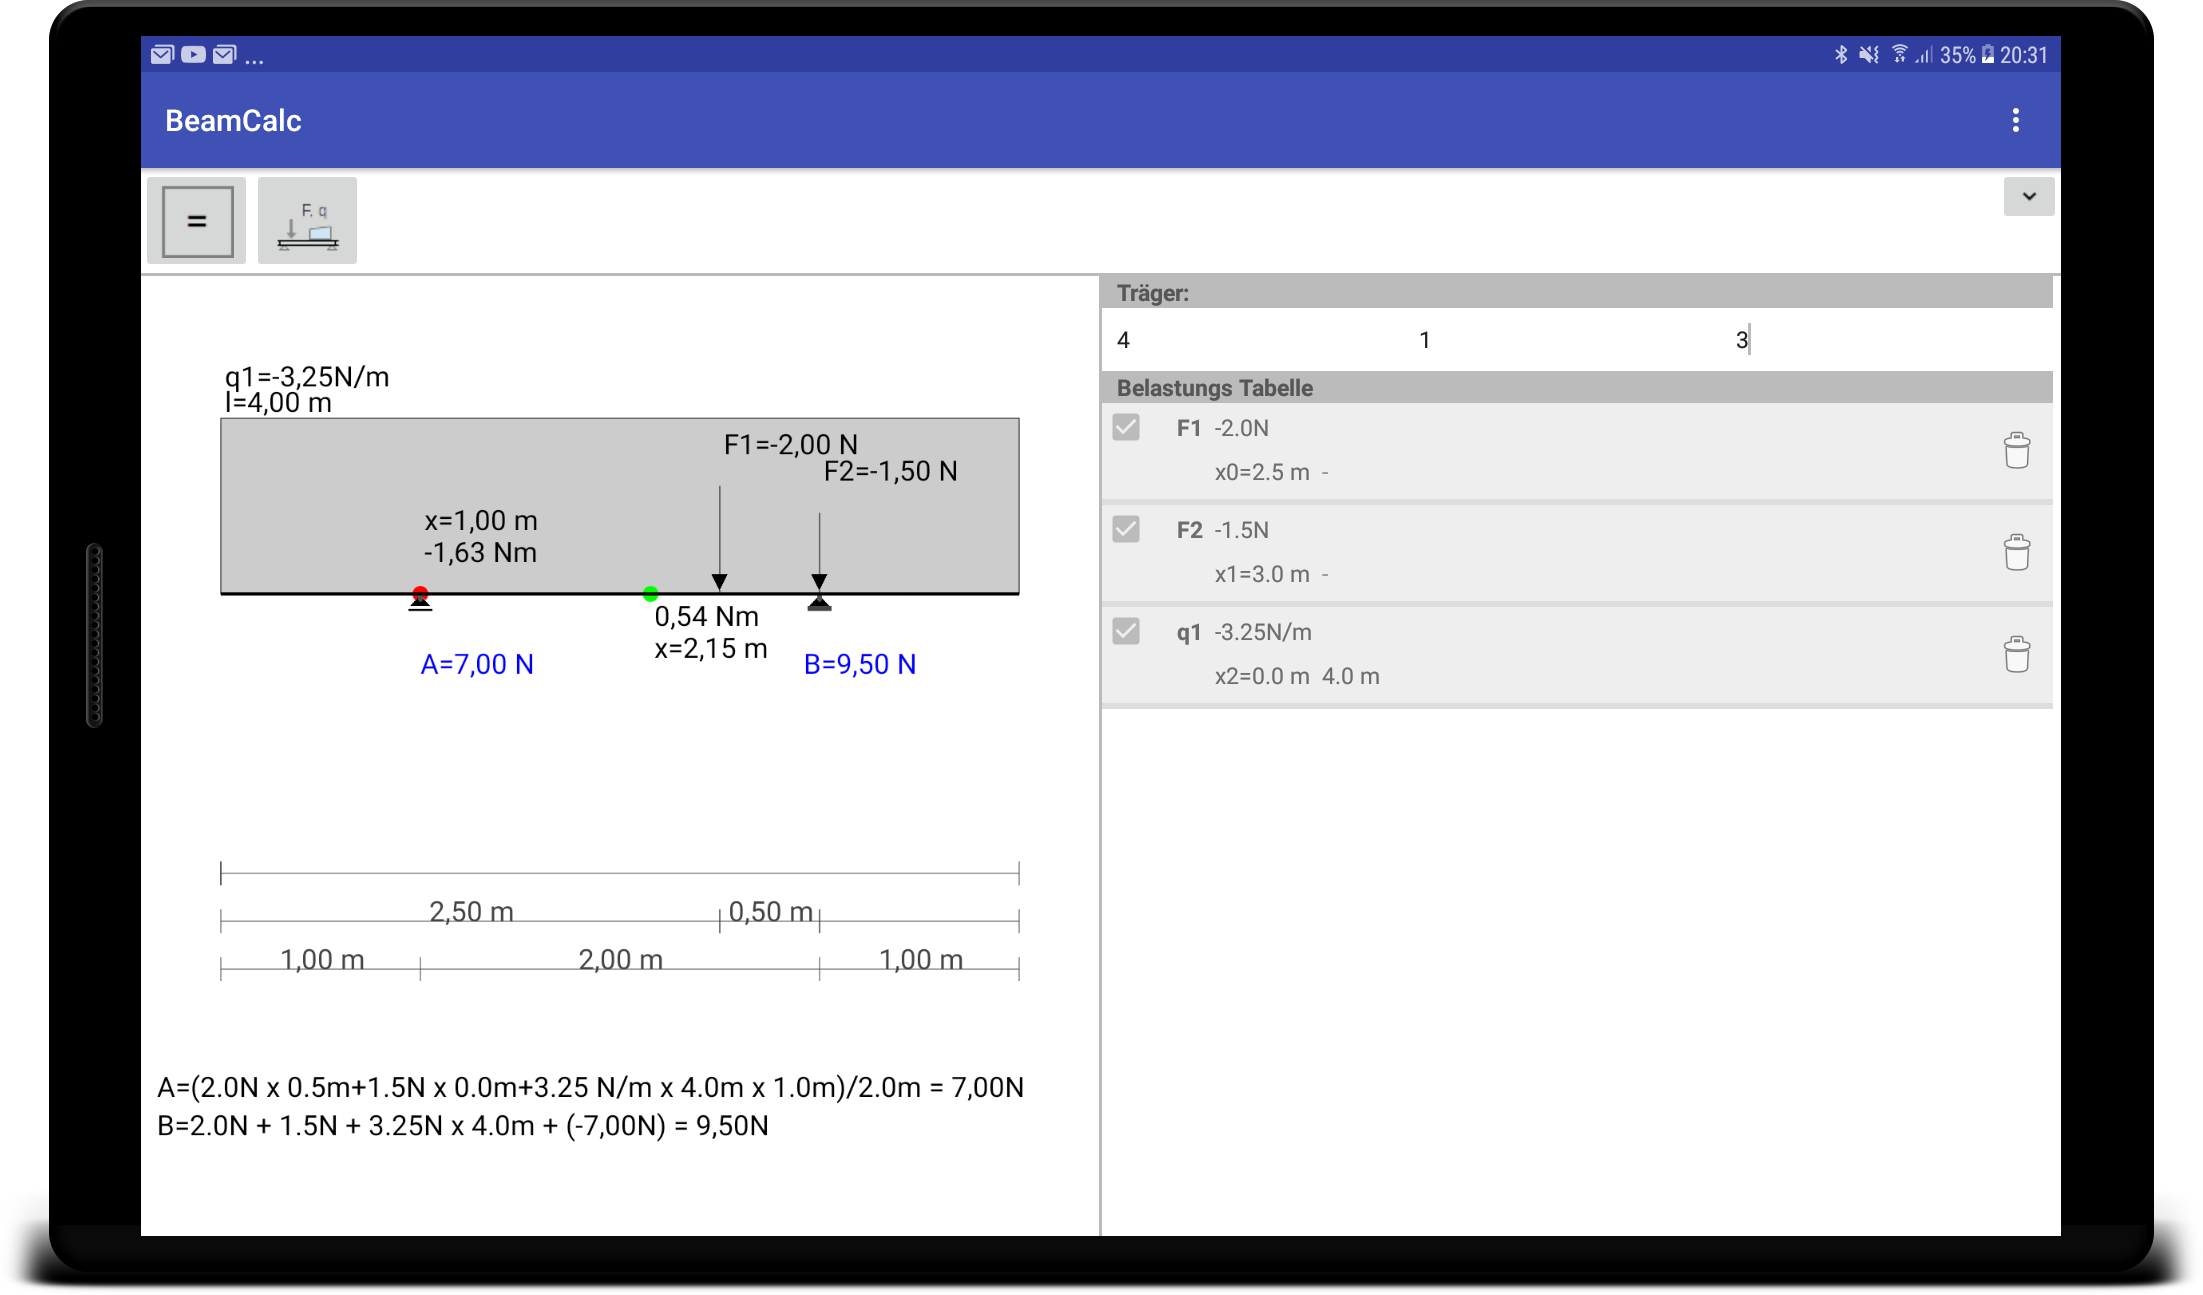 ... 35% 20:31
BeamCalc
=
F, q
q1=-3,25N/m
l=4,00 m
F1=-2,00 N
F2=-1,50 N
x=1,00 m
-1,63 Nm
0,54 Nm
x=2,15 m
A=7,00 N
B=9,50 N
2,50 m 0,50 m
1,00 m 2,00 m 1,00 m
A=(2.0N x 0.5m+1.5N x 0.0m+3.25 N/m x 4.0m x 1.0m)/2.0m = 7,00N
B=2.0N + 1.5N + 3.25N x 4.0m + (-7,00N) = 9,50N
Träger:
4 1 3
Belastungs Tabelle
F1 -2.0N
x0=2.5 m -
F2 -1.5N
x1=3.0 m -
q1 -3.25N/m
x2=0.0 m 4.0 m